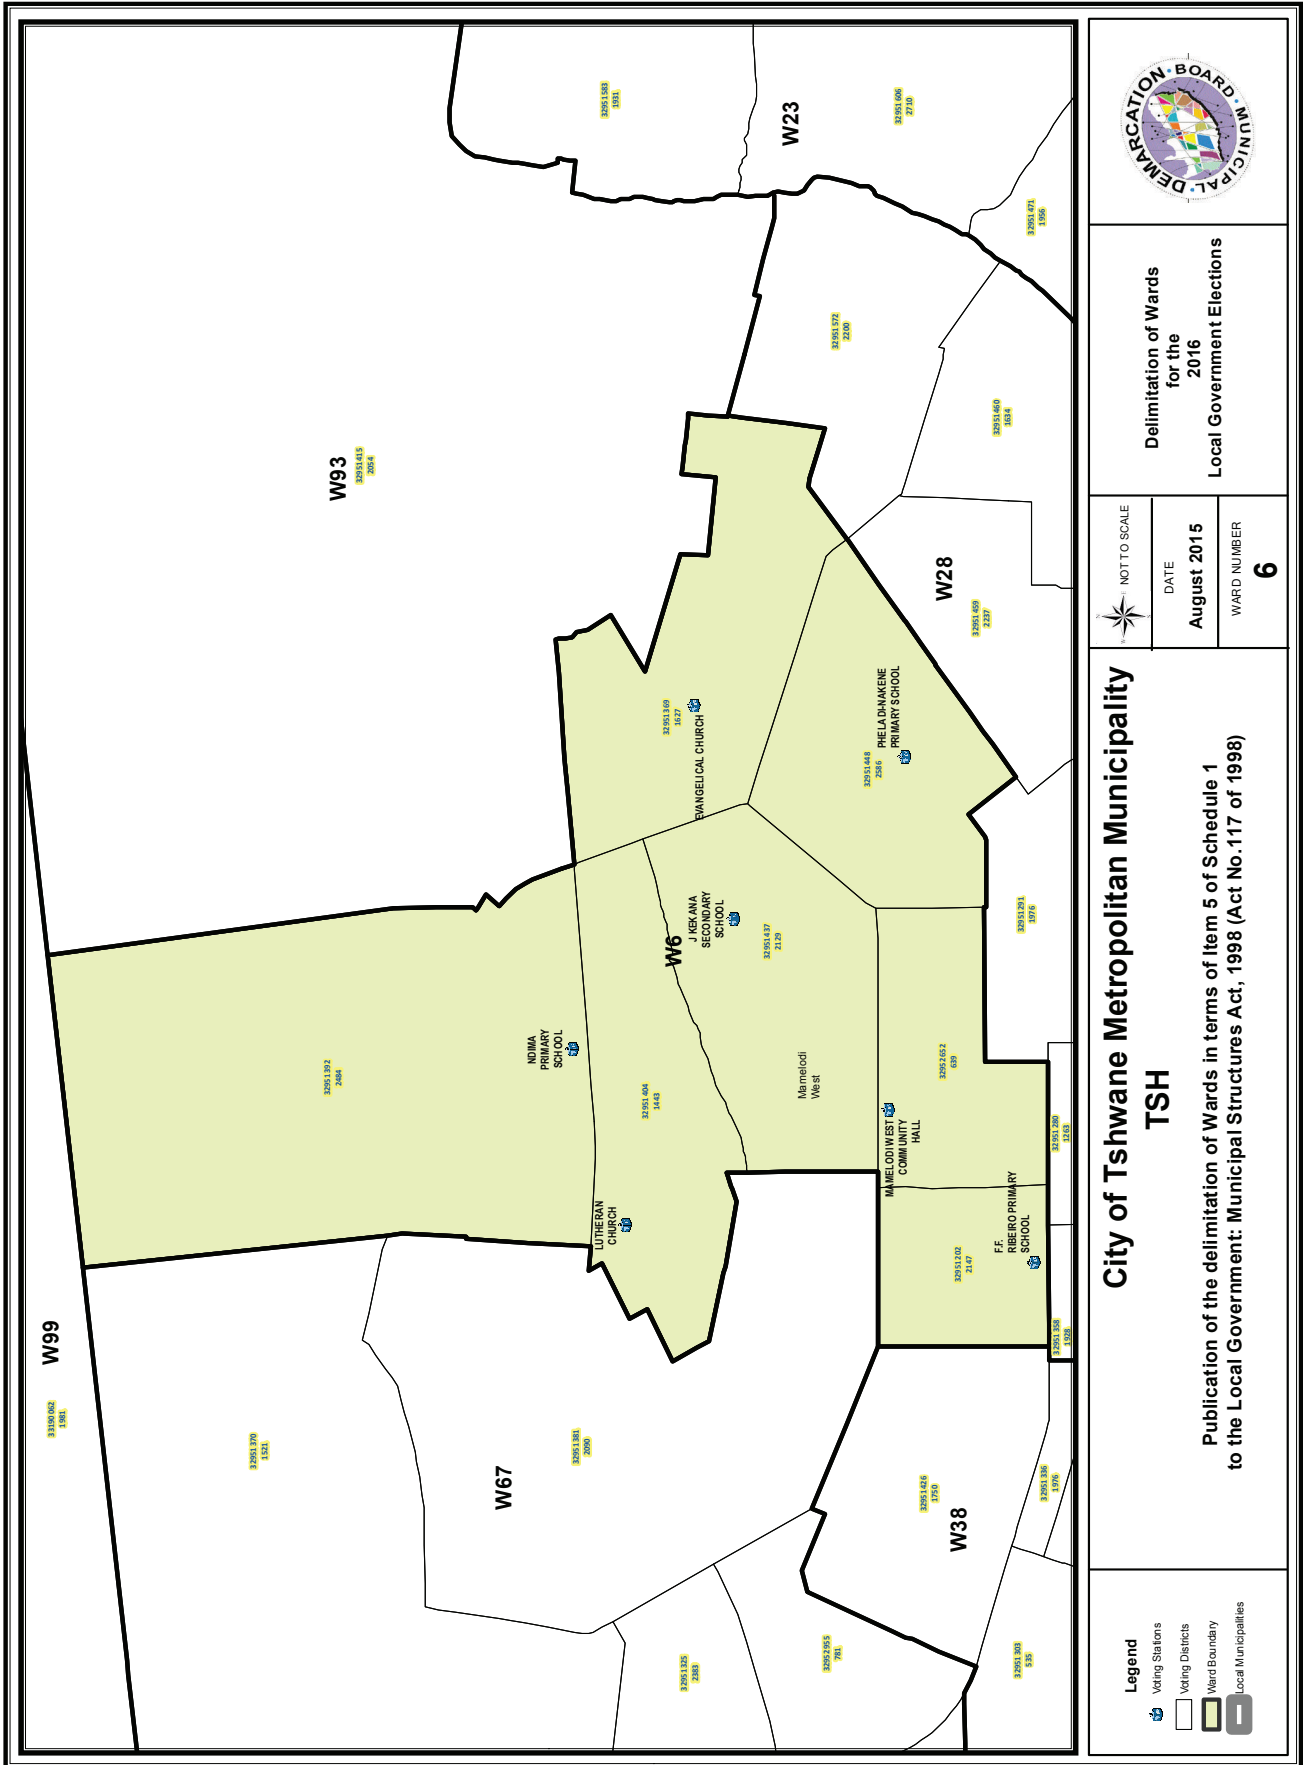 W99
33190062
1981
W93
32951415
2054
32951583
1931
W23
32951606
2710
32951471
1956
32951572
2200
32951460
1634
W28
32951459
2237
32951369
1627
EVANGELICAL CHURCH
32951448
2586
PHELADI-NAKENE
PRIMARY SCHOOL
W6
J KEKANA
SECONDARY
SCHOOL
32951437
2129
Mamelodi
West
32951392
2484
NDIMA
PRIMARY
SCHOOL
32951404
1443
LUTHERAN
CHURCH
32952652
639
MAMELODI WEST
COMMUNITY
HALL
32951202
2147
F.F.
RIBEIRO PRIMARY
SCHOOL
32951291
1976
32951280
1263
32951358
1928
32951370
1521
32951381
2090
W67
32951426
1750
W38
32951336
1976
32951325
2383
32952955
781
32951303
535
Legend
Voting Stations
Voting Districts
Ward Boundary
Local Municipalities
City of Tshwane Metropolitan Municipality
TSH
Publication of the delimitation of Wards in terms of Item 5 of Schedule 1
to the Local Government: Municipal Structures Act, 1998 (Act No.117 of 1998)
N
W
S
NOT TO SCALE
DATE
August 2015
WARD NUMBER
6
Delimitation of Wards
for the
2016
Local Government Elections
MUNICIPAL DEMARCATION BOARD